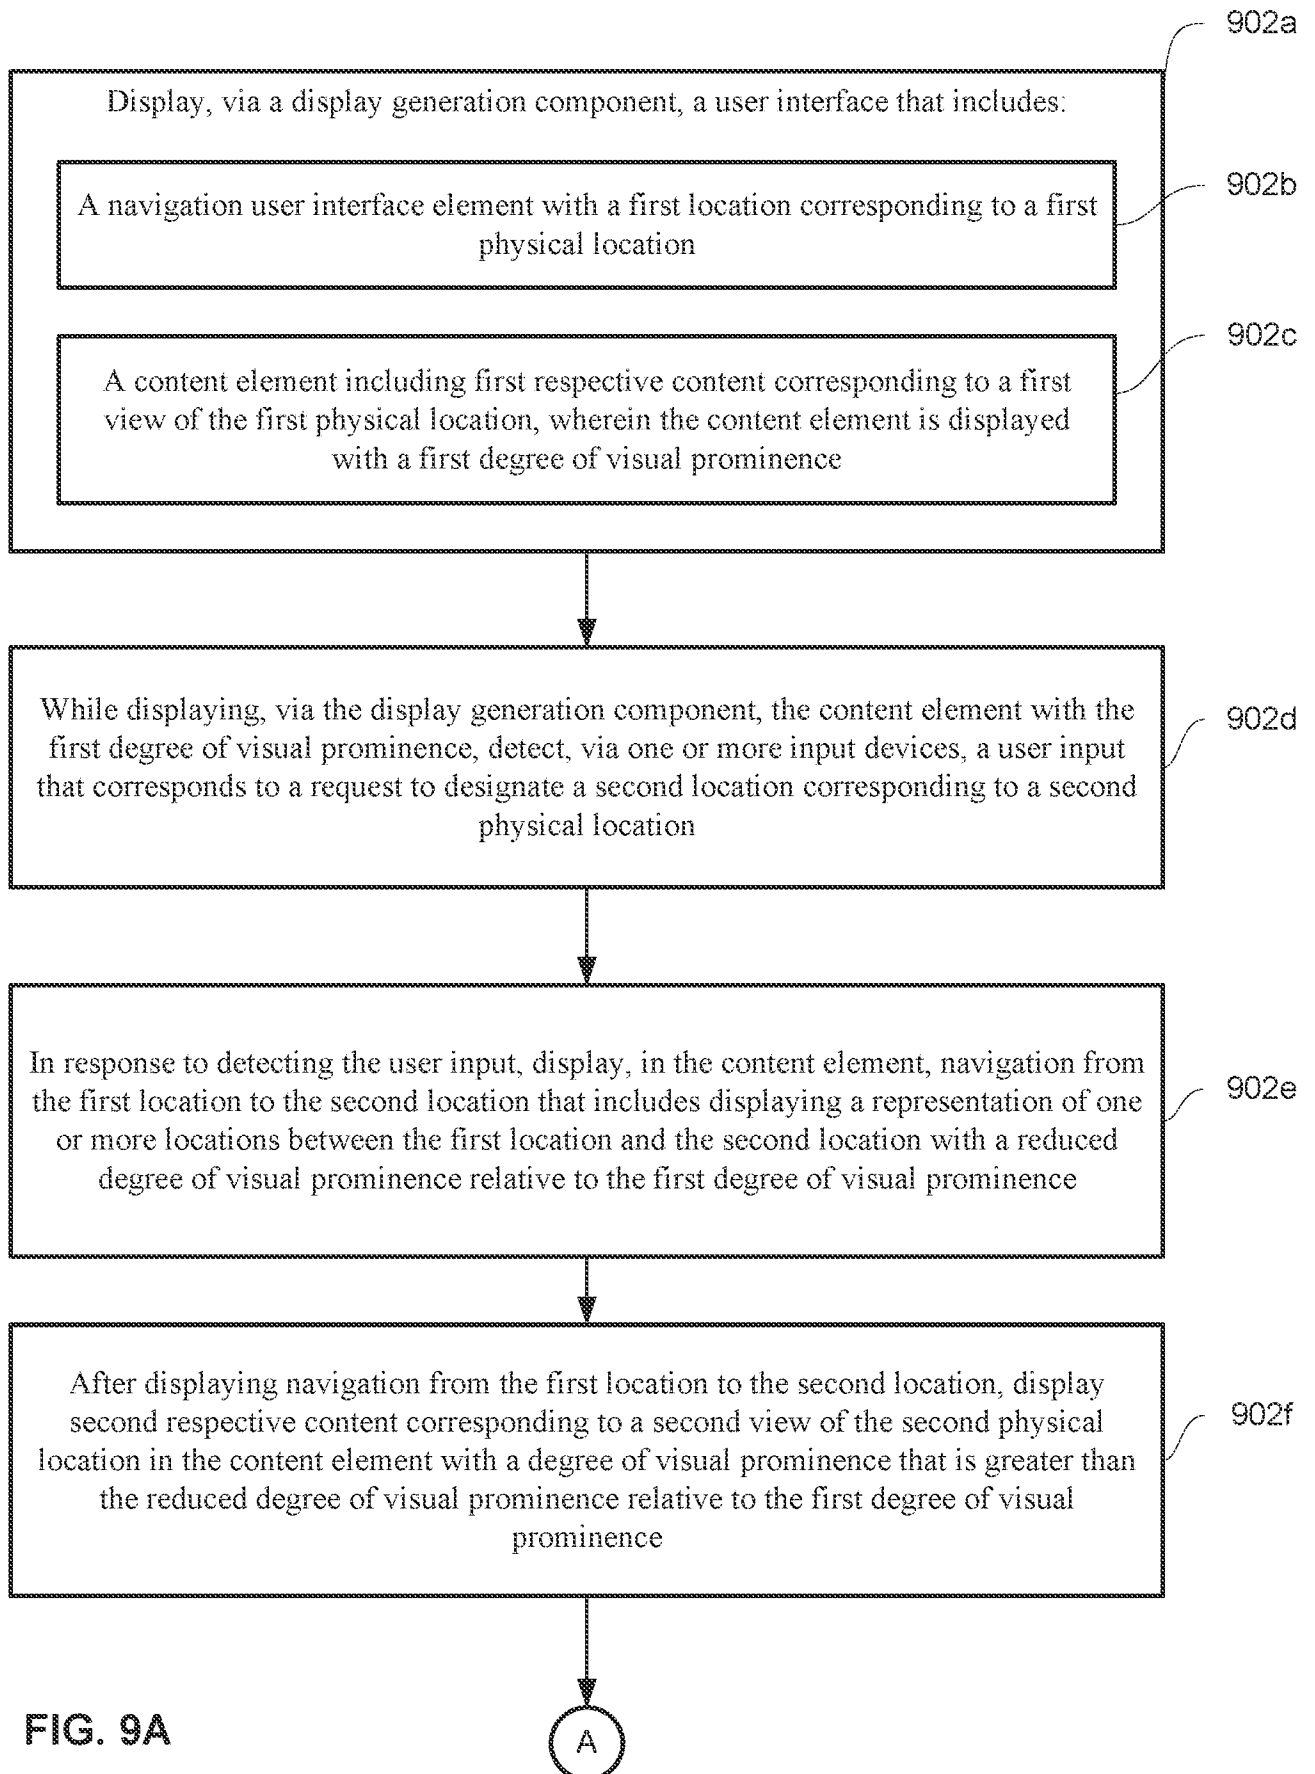 902a
Display, via a display generation component, a user interface that includes:
902b
A navigation user interface element with a first location corresponding to a first
physical location
902c
A content element including first respective content corresponding to a first
view of the first physical location, wherein the content element is displayed
with a first degree of visual prominence
While displaying, via the display generation component, the content element with the
first degree of visual prominence, detect, via one or more input devices, a user input
that corresponds to a request to designate a second location corresponding to a second
physical location
902d
In response to detecting the user input, display, in the content element, navigation from
the first location to the second location that includes displaying a representation of one
or more locations between the first location and the second location with a reduced
degree of visual prominence relative to the first degree of visual prominence
902e
After displaying navigation from the first location to the second location, display
second respective content corresponding to a second view of the second physical
location in the content element with a degree of visual prominence that is greater than
the reduced degree of visual prominence relative to the first degree of visual
prominence
902f
FIG. 9A
A